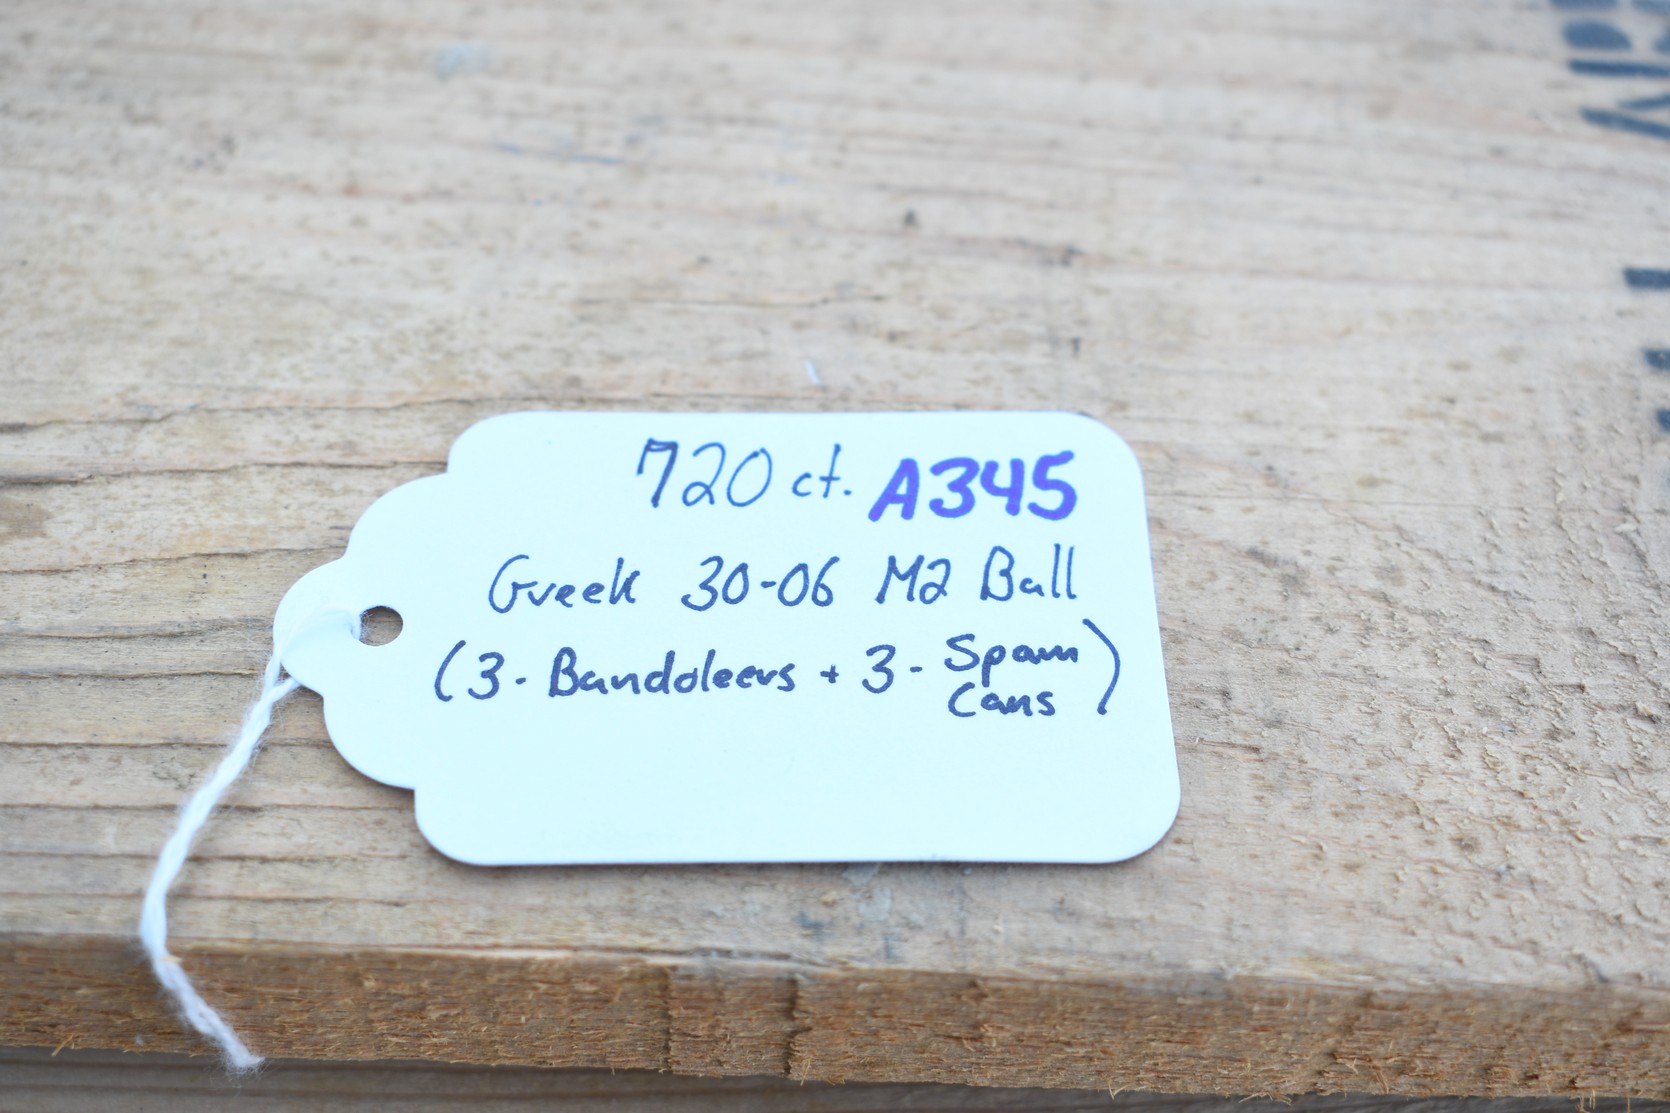 720 ct. A345
Greek 30-06 M2 Ball
(3- Bandoleers + 3- Spam
Cans)